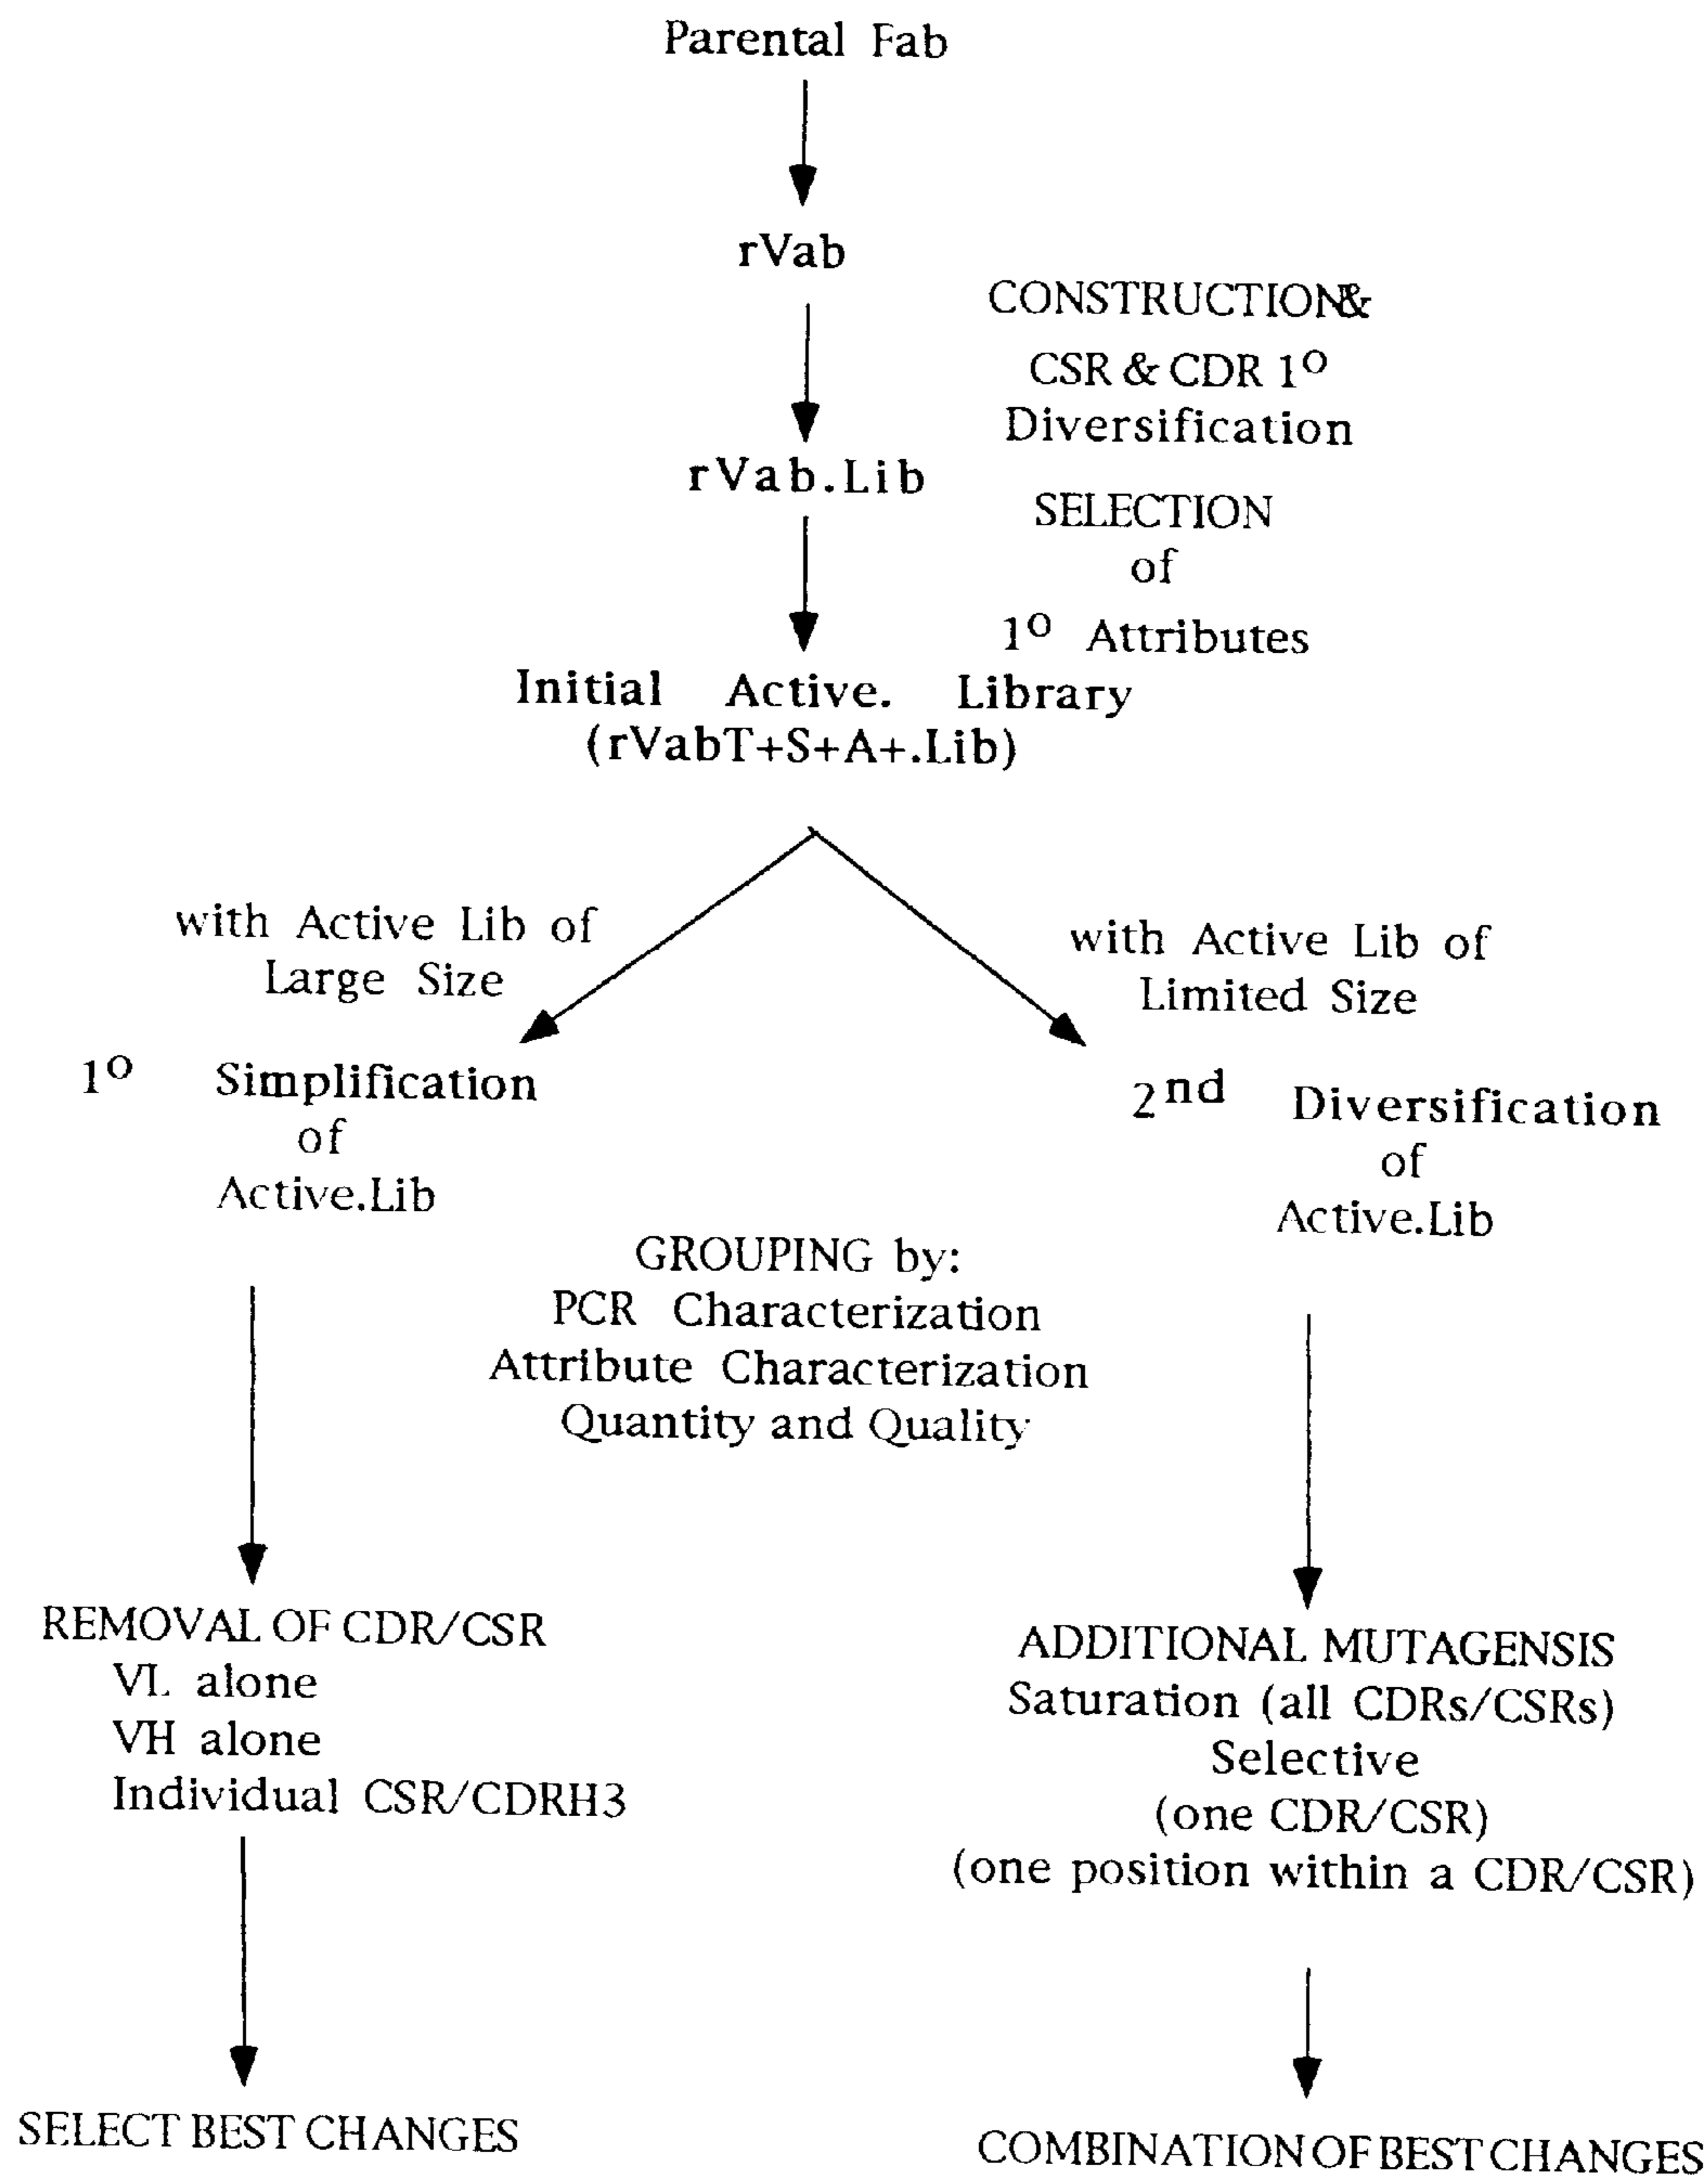 Parental Fab
rVab
CONSTRUCTION&
CSR & CDR 1º
Diversification
rVab.Lib
SELECTION
of
1º Attributes
Initial Active. Library
(rVabT+S+A+.Lib)
with Active Lib of
Large Size
with Active Lib of
Limited Size
1º Simplification
of
Active.Lib
2nd Diversification
of
Active.Lib
GROUPING by:
PCR Characterization
Attribute Characterization
Quantity and Quality
REMOVAL OF CDR/CSR
VL alone
VH alone
Individual CSR/CDRH3
ADDITIONAL MUTAGENSIS
Saturation (all CDRs/CSRs)
Selective
(one CDR/CSR)
(one position within a CDR/CSR)
SELECT BEST CHANGES
COMBINATION OF BEST CHANGES